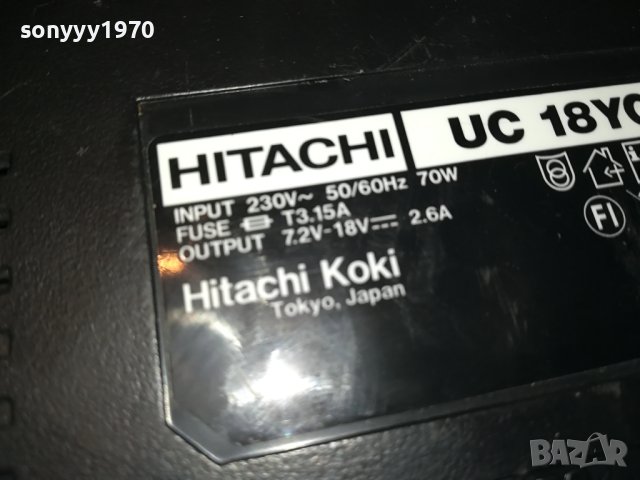 sonyyy1970
HITACHI
INPUT 230V~ 50/60Hz 70W
FUSE T3.15A
OUTPUT 7.2V-18V 2.6A
Hitachi Koki
Tokyo, Japan
UC 18Y
FI
BAZAR